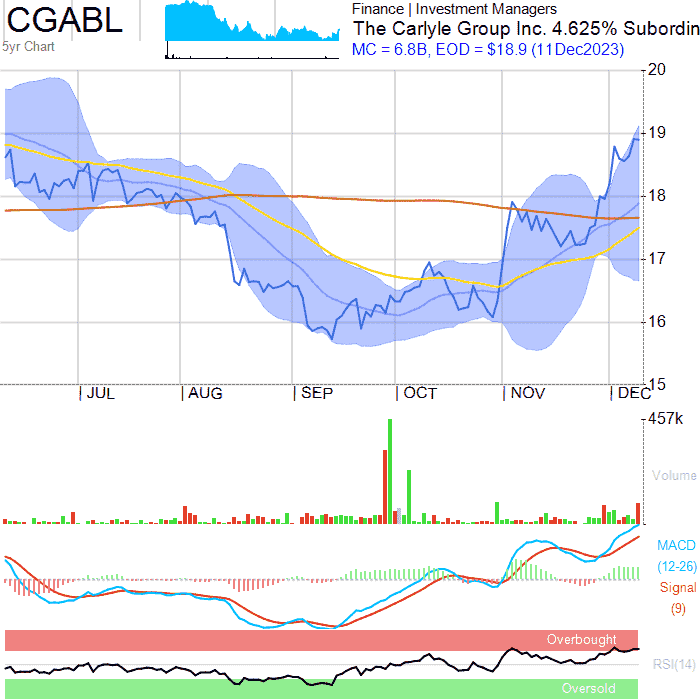 CGABL
5yr Chart
Finance | Investment Managers
The Carlyle Group Inc. 4.625% Subordin
MC = 6.8B, EOD = $18.9 (11Dec2023)
20
19
18
17
16
15
JUL AUG SEP OCT NOV DEC
457k
Volume
MACD
(12-26)
Signal
(9)
Overbought
RSI(14)
Oversold